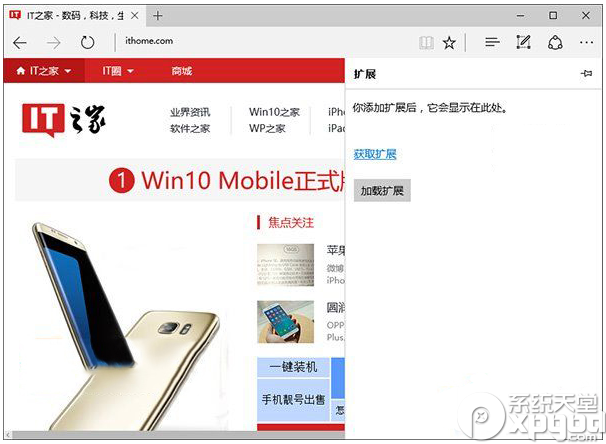 IT之家 - 数码，科技，生
ithome.com
IT之家
IT圈
商城
扩展
你添加扩展后，它会显示在此处。
获取扩展
加载扩展
IT之家
业界资讯
Win10之家
iPh
软件之家
WP之家
iPad
1 Win10 Mobile正式版
焦点关注
苹果
微博
iPho
圆润
OPP
Plus.
一键装机
手机靓号出售
怎
系统天堂